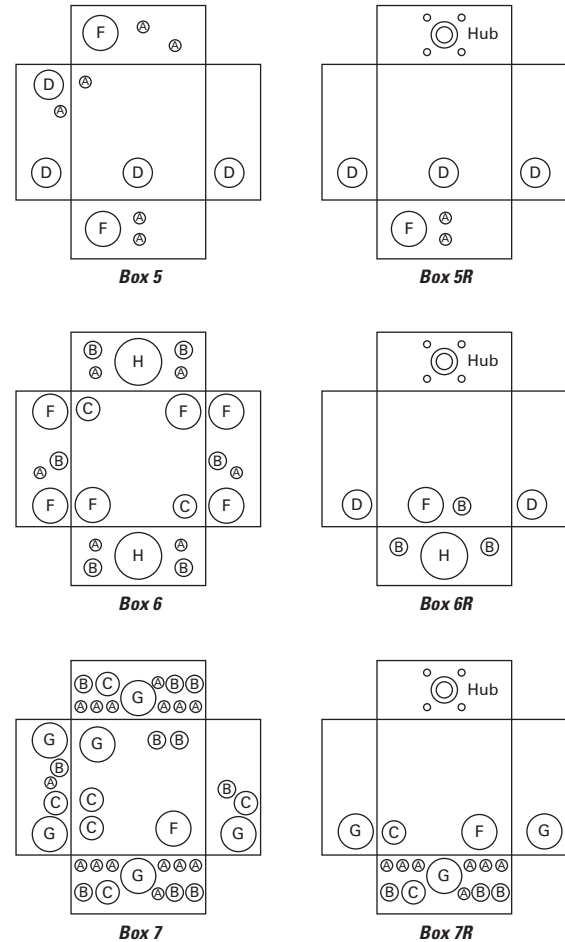 F A
A
D A
A
D D D
F A
A
Box 5
Hub
D D D
F A
A
Box 5R
B H B
A A
F C F F
B B
A A
F F C F
A H A
B B
Box 6
Hub
D F B D
B H B
Box 6R
B C G A B B
A A A A A A
G G B B
B
A B
C C C
C
G F G
A A A G A A A
B C A B B
Box 7
Hub
G C F G
A A A G A A A
B C A B B
Box 7R